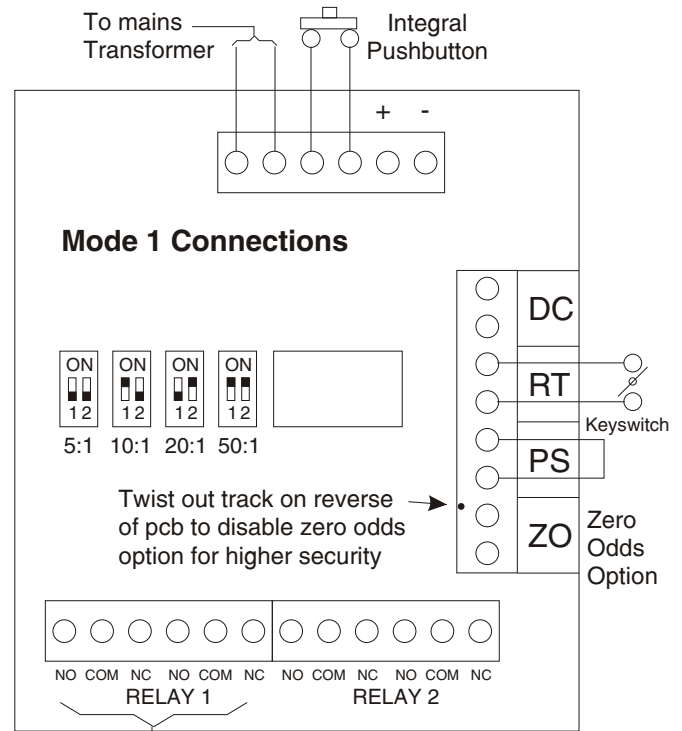 To mains
Transformer
Integral
Pushbutton
+ -
Mode 1 Connections
DC
RT
Keyswitch
PS
ZO
Zero
Odds
Option
ON ON ON ON
1 2 1 2 1 2 1 2
5:1 10:1 20:1 50:1
Twist out track on reverse
of pcb to disable zero odds
option for higher security
NO COM NC NO COM NC NO COM NC NO COM NC
RELAY 1 RELAY 2